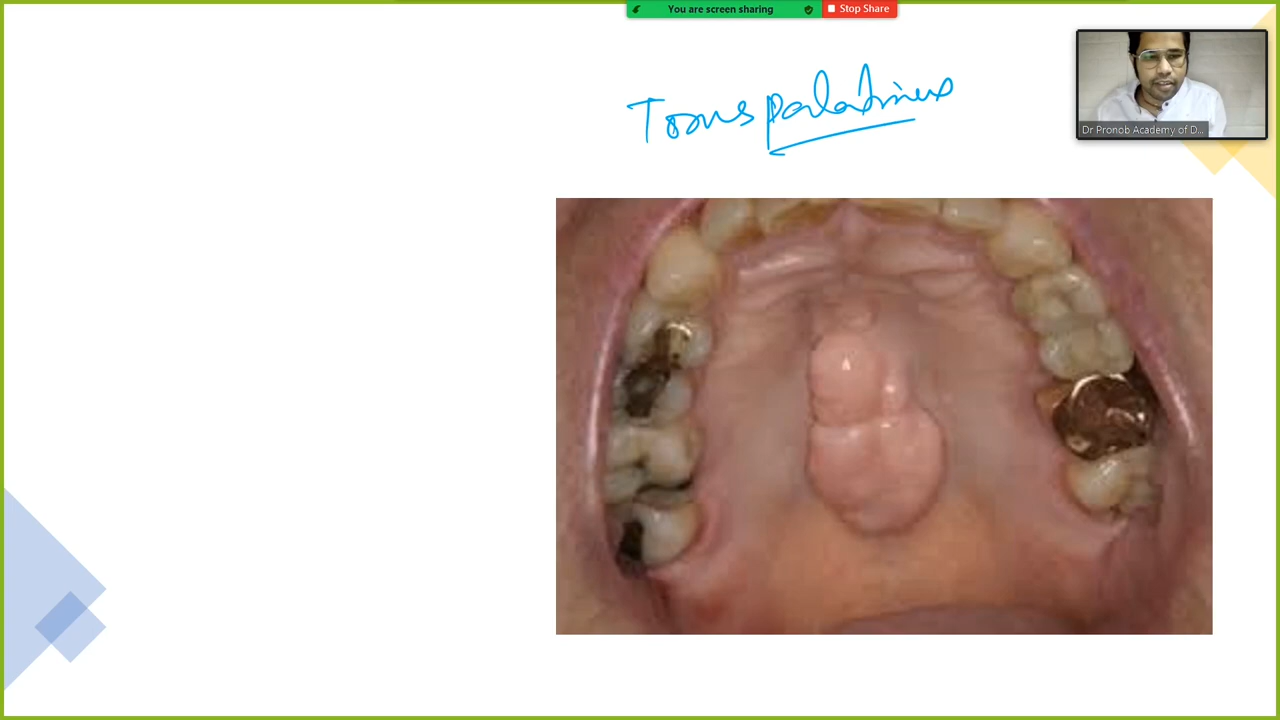 You are screen sharing
Stop Share
Torus palatinus
Dr Pronob Academy of D...